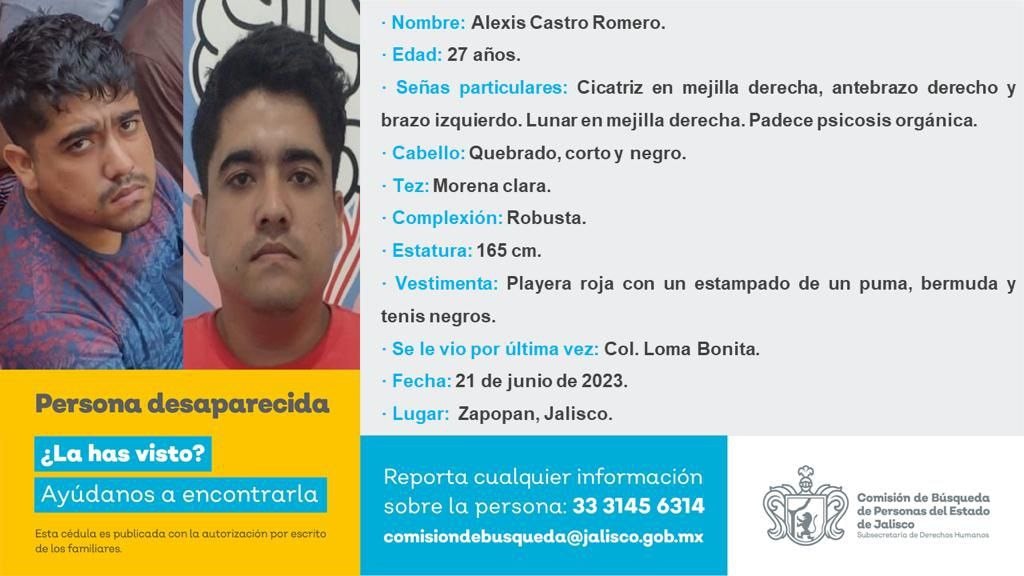 · Nombre: Alexis Castro Romero.
· Edad: 27 años.
· Señas particulares: Cicatriz en mejilla derecha, antebrazo derecho y
brazo izquierdo. Lunar en mejilla derecha. Padece psicosis orgánica.
· Cabello: Quebrado, corto y negro.
· Tez: Morena clara.
· Complexión: Robusta.
· Estatura: 165 cm.
· Vestimenta: Playera roja con un estampado de un puma, bermuda y
tenis negros.
· Se le vio por última vez: Col. Loma Bonita.
· Fecha: 21 de junio de 2023.
· Lugar: Zapopan, Jalisco.
Persona desaparecida
¿La has visto?
Ayúdanos a encontrarla
Esta cédula es publicada con la autorización por escrito
de los familiares.
Reporta cualquier información
sobre la persona: 33 3145 6314
comisiondebusqueda@jalisco.gob.mx
Comisión de Búsqueda
de Personas del Estado
de Jalisco
Subsecretaría de Derechos Humanos